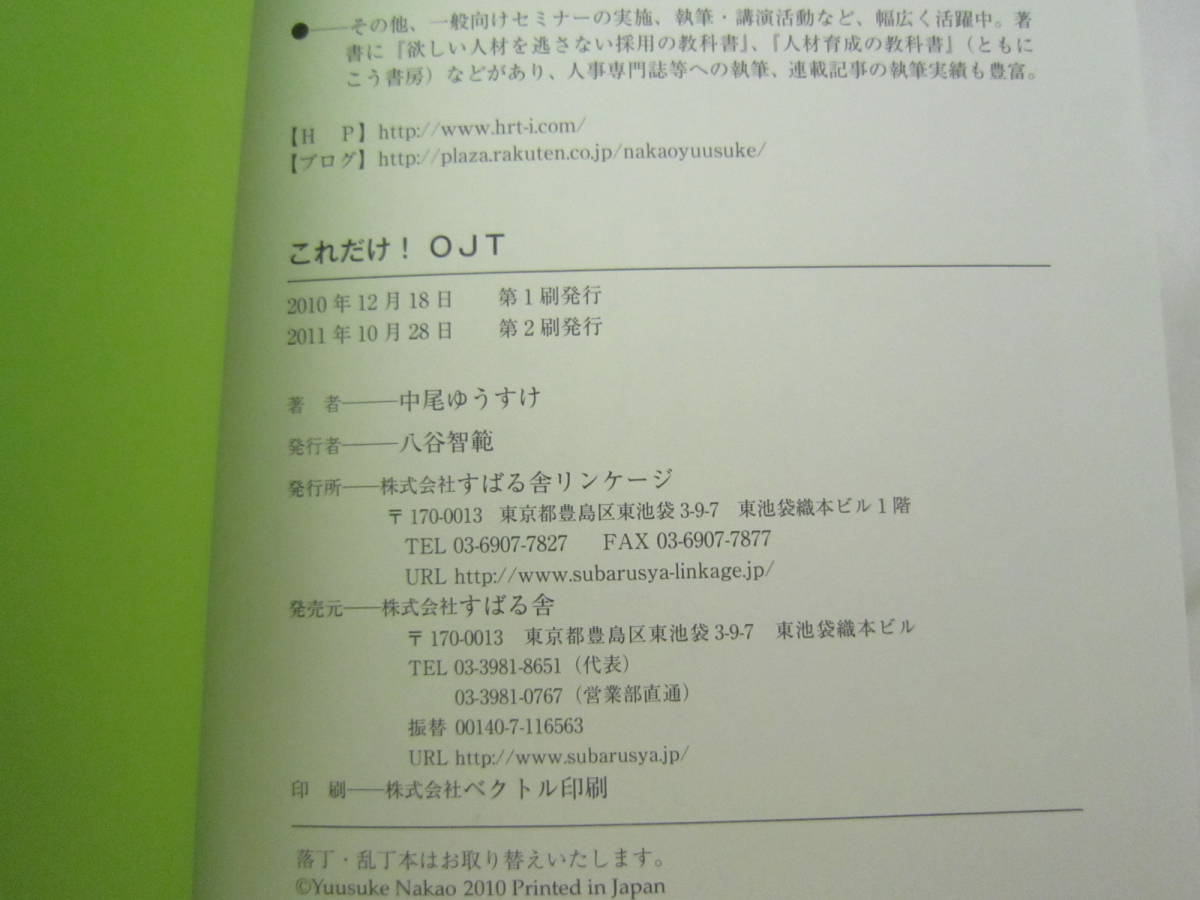 ●――その他、一般向けセミナーの実施、執筆・講演活動など、幅広く活躍中。著
書に『欲しい人材を逃さない採用の教科書』、『人材育成の教科書』（ともに
こう書房）などがあり、人事専門誌等への執筆、連載記事の執筆実績も豊富。
【H　P】http://www.hrt-i.com/
【ブログ】http://plaza.rakuten.co.jp/nakaoyuusuke/
これだけ！ OJT
2010年12月18日　第1刷発行
2011年10月28日　第2刷発行
著　者――中尾ゆうすけ
発行者――八谷智範
発行所――株式会社すばる舎リンケージ
〒170-0013　東京都豊島区東池袋3-9-7　東池袋織本ビル1階
TEL 03-6907-7827　FAX 03-6907-7877
URL http://www.subarusya-linkage.jp/
発売元――株式会社すばる舎
〒170-0013　東京都豊島区東池袋3-9-7　東池袋織本ビル
TEL 03-3981-8651（代表）
03-3981-0767（営業部直通）
振替 00140-7-116563
URL http://www.subarusya.jp/
印　刷――株式会社ベクトル印刷
落丁・乱丁本はお取り替えいたします。
©Yuusuke Nakao 2010 Printed in Japan